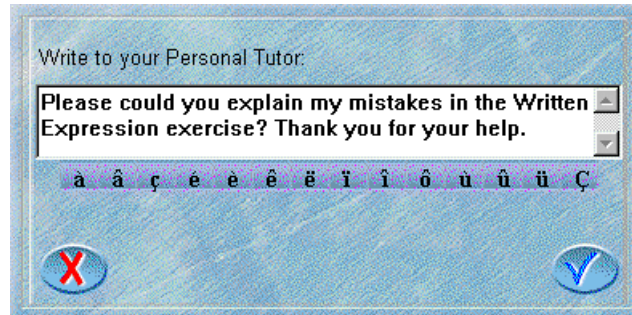 Write to your Personal Tutor:
Please could you explain my mistakes in the Written
Expression exercise? Thank you for your help.
à â ç é è ê ë ï î ô ù û ü Ç